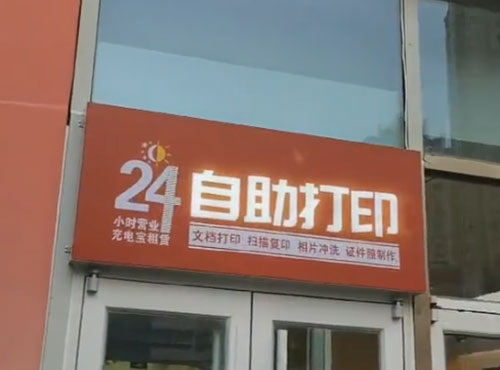 24
小时营业
充电宝租赁
自助打印
文档打印 扫描复印 相片冲洗 证件照制作